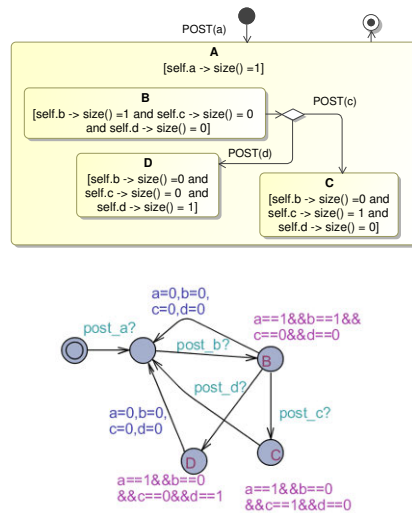 POST(a)
A
[self.a -> size() =1]
B
[self.b -> size() =1 and self.c -> size() = 0
and self.d -> size() = 0]
POST(c)
POST(d)
D
[self.b -> size() =0 and
self.c -> size() = 0 and
self.d -> size() = 1]
C
[self.b -> size() =0 and
self.c -> size() = 1 and
self.d -> size() = 0]
a=0,b=0,
c=0,d=0
a==1&&b==1&&
c==0&&d==0
post_a?
post_b?
B
post_d?
a=0,b=0,
c=0,d=0
post_c?
D
C
a==1&&b==0
&&c==0&&d==1
a==1&&b==0
&&c==1&&d==0